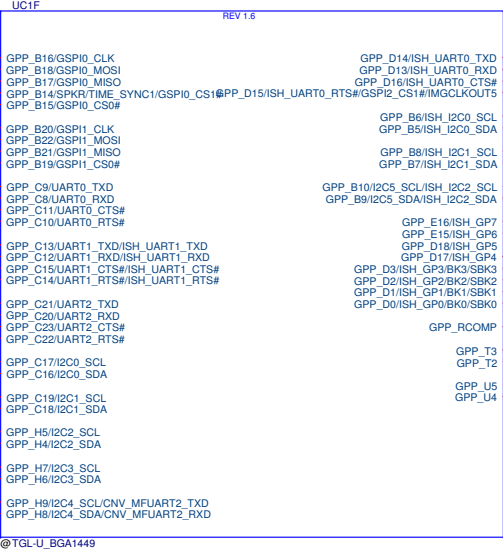 UC1F
REV 1.6
GPP_B16/GSPI0_CLK
GPP_B18/GSPI0_MOSI
GPP_B17/GSPI0_MISO
GPP_B14/SPKR/TIME_SYNC1/GSPI0_CS1#
GPP_B15/GSPI0_CS0#
GPP_B20/GSPI1_CLK
GPP_B22/GSPI1_MOSI
GPP_B21/GSPI1_MISO
GPP_B19/GSPI1_CS0#
GPP_C9/UART0_TXD
GPP_C8/UART0_RXD
GPP_C11/UART0_CTS#
GPP_C10/UART0_RTS#
GPP_C13/UART1_TXD/ISH_UART1_TXD
GPP_C12/UART1_RXD/ISH_UART1_RXD
GPP_C15/UART1_CTS#/ISH_UART1_CTS#
GPP_C14/UART1_RTS#/ISH_UART1_RTS#
GPP_C21/UART2_TXD
GPP_C20/UART2_RXD
GPP_C23/UART2_CTS#
GPP_C22/UART2_RTS#
GPP_C17/I2C0_SCL
GPP_C16/I2C0_SDA
GPP_C19/I2C1_SCL
GPP_C18/I2C1_SDA
GPP_H5/I2C2_SCL
GPP_H4/I2C2_SDA
GPP_H7/I2C3_SCL
GPP_H6/I2C3_SDA
GPP_H9/I2C4_SCL/CNV_MFUART2_TXD
GPP_H8/I2C4_SDA/CNV_MFUART2_RXD
GPP_D14/ISH_UART0_TXD
GPP_D13/ISH_UART0_RXD
GPP_D16/ISH_UART0_CTS#
GPP_D15/ISH_UART0_RTS#/GSPI2_CS1#/IMGCLKOUT5
GPP_B6/ISH_I2C0_SCL
GPP_B5/ISH_I2C0_SDA
GPP_B8/ISH_I2C1_SCL
GPP_B7/ISH_I2C1_SDA
GPP_B10/I2C5_SCL/ISH_I2C2_SCL
GPP_B9/I2C5_SDA/ISH_I2C2_SDA
GPP_E16/ISH_GP7
GPP_E15/ISH_GP6
GPP_D18/ISH_GP5
GPP_D17/ISH_GP4
GPP_D3/ISH_GP3/BK3/SBK3
GPP_D2/ISH_GP2/BK2/SBK2
GPP_D1/ISH_GP1/BK1/SBK1
GPP_D0/ISH_GP0/BK0/SBK0
GPP_RCOMP
GPP_T3
GPP_T2
GPP_U5
GPP_U4
@TGL-U_BGA1449